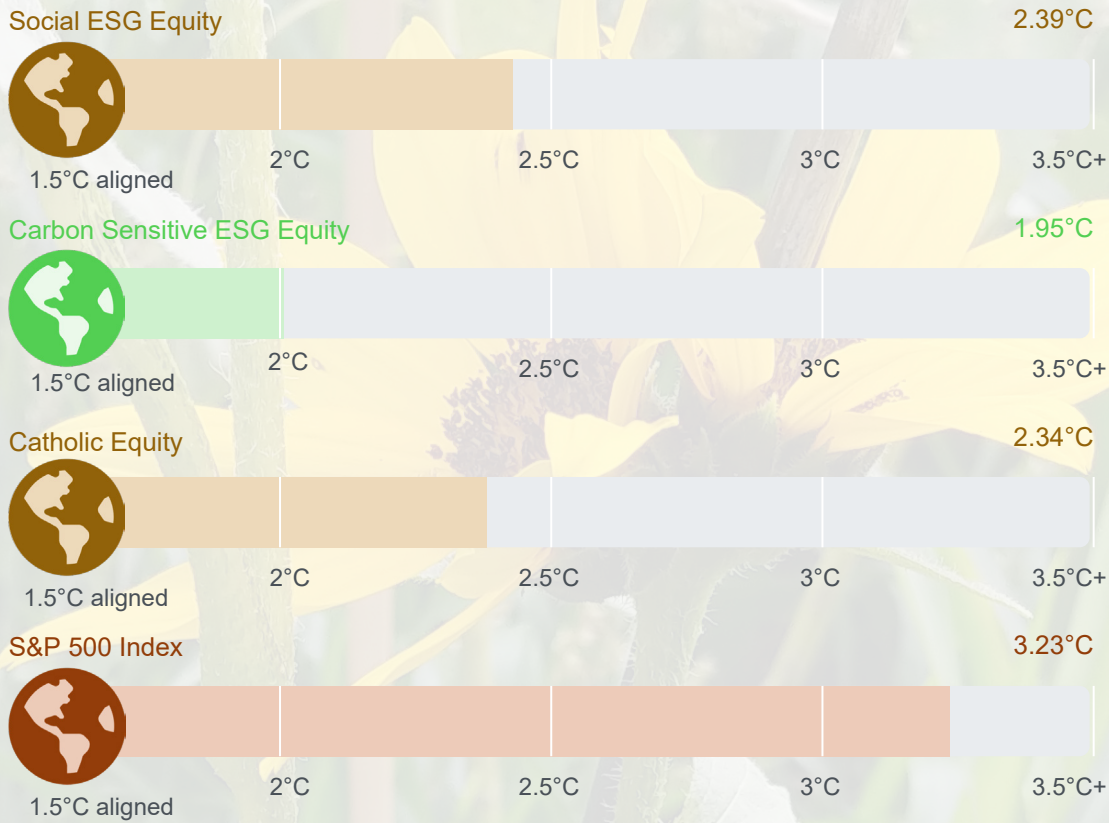 Social ESG Equity 2.39°C
2°C 2.5°C 3°C 3.5°C+
1.5°C aligned
Carbon Sensitive ESG Equity 1.95°C
2°C 2.5°C 3°C 3.5°C+
1.5°C aligned
Catholic Equity 2.34°C
2°C 2.5°C 3°C 3.5°C+
1.5°C aligned
S&P 500 Index 3.23°C
2°C 2.5°C 3°C 3.5°C+
1.5°C aligned